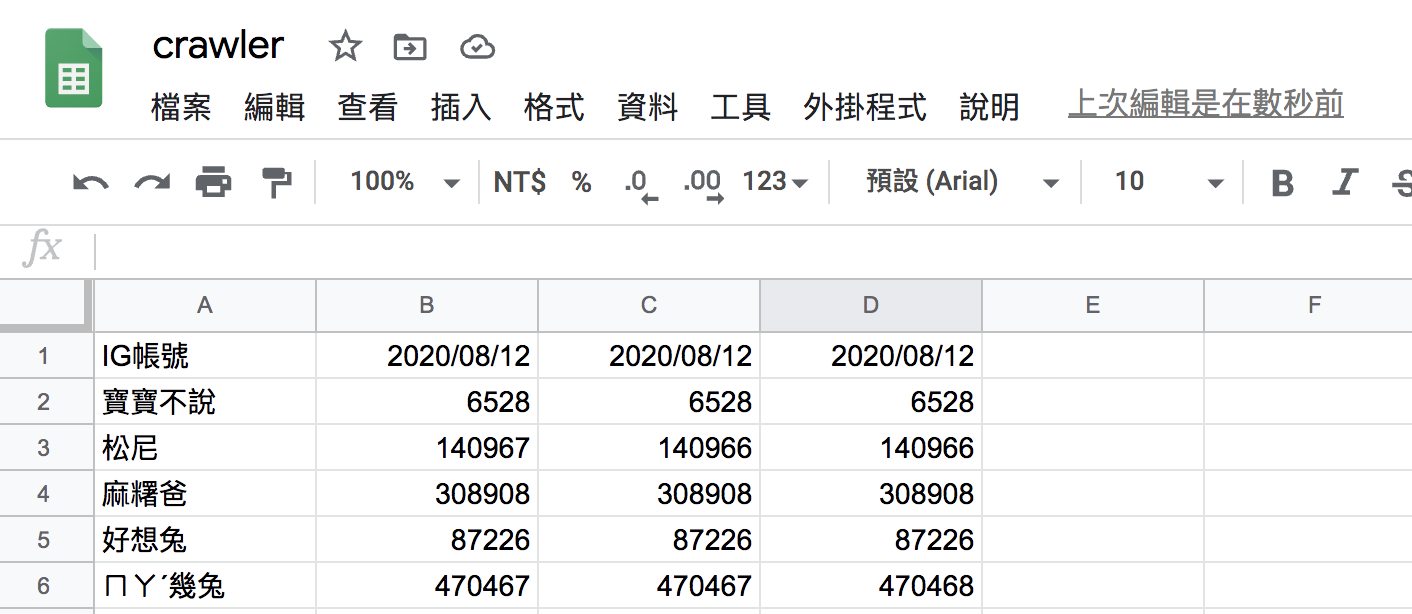 crawler
檔案 編輯 查看 插入 格式 資料 工具 外掛程式 說明 上次編輯是在數秒前
100% NT$ % .0 .00 123 預設 (Arial) 10 B I S
fx
A B C D E F
1 IG帳號 2020/08/12 2020/08/12 2020/08/12
2 寶寶不說 6528 6528 6528
3 松尼 140967 140966 140966
4 麻糬爸 308908 308908 308908
5 好想兔 87226 87226 87226
6 ㄇㄚˊ幾兔 470467 470467 470468